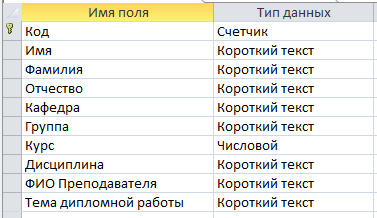 Имя поля Тип данных
Код Счетчик
Имя Короткий текст
Фамилия Короткий текст
Отчество Короткий текст
Кафедра Короткий текст
Группа Короткий текст
Курс Числовой
Дисциплина Короткий текст
ФИО Преподавателя Короткий текст
Тема дипломной работы Короткий текст